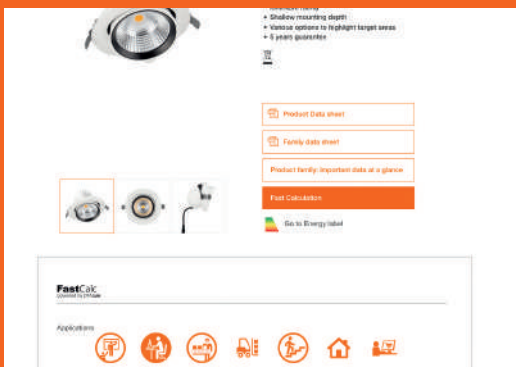 + Shallow mounting depth
+ Various options to highlight target areas
+ 5 years guarantee
Product Data sheet
Family data sheet
Product family: Important data at a glance
Fast Calculation
Go to Energy label
FastCalc
Applications